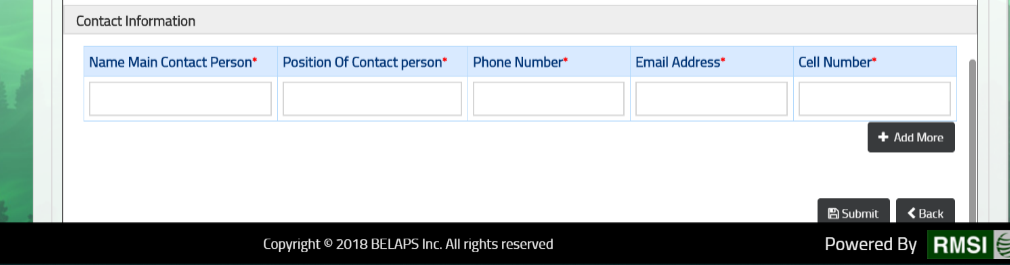 Contact Information
Name Main Contact Person* Position Of Contact person* Phone Number* Email Address* Cell Number*
+ Add More
Submit Back
Copyright © 2018 BELAPS Inc. All rights reserved Powered By RMSI